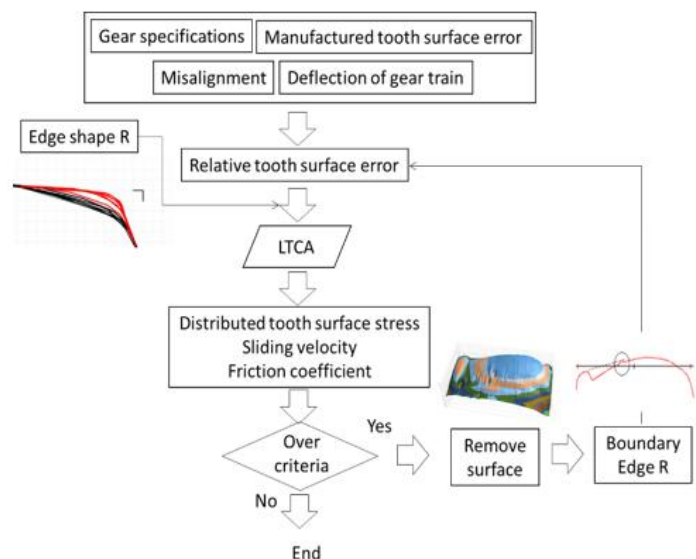 Gear specifications
Manufactured tooth surface error
Misalignment
Deflection of gear train
Edge shape R
Relative tooth surface error
LTCA
Distributed tooth surface stress
Sliding velocity
Friction coefficient
Over
criteria
Yes
Remove
surface
Boundary
Edge R
No
End